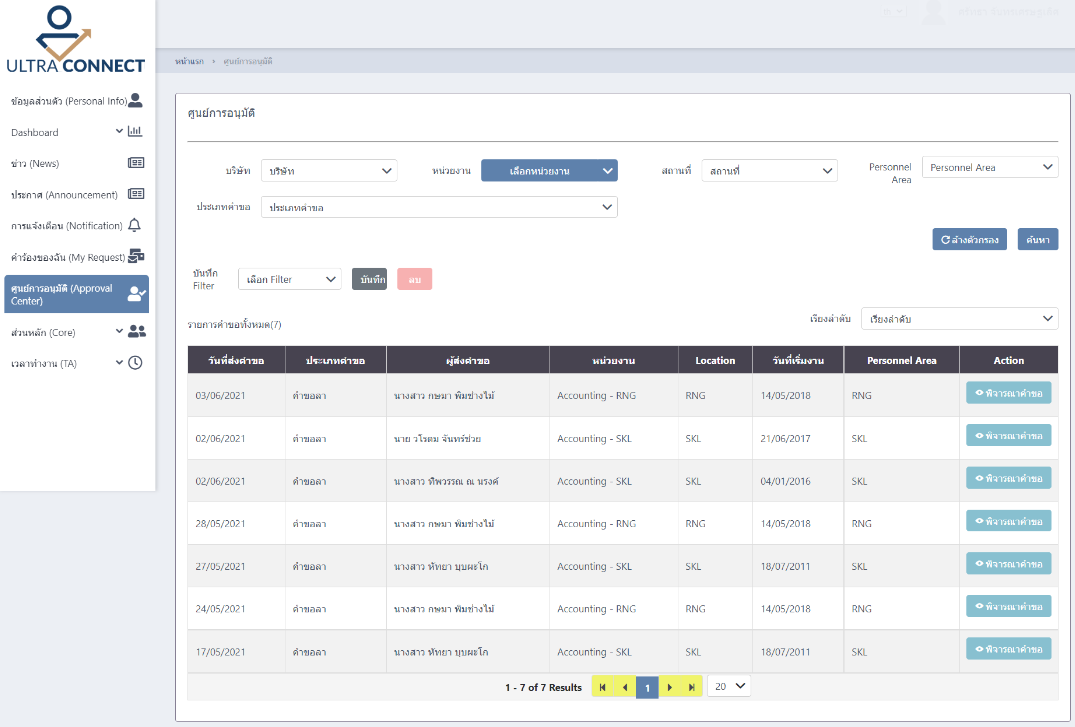 ULTRA CONNECT
ข้อมูลส่วนตัว (Personal Info)
Dashboard
ข่าว (News)
ประกาศ (Announcement)
การแจ้งเตือน (Notification)
คำร้องของฉัน (My Request)
ศูนย์การอนุมัติ (Approval
Center)
ส่วนหลัก (Core)
เวลาทำงาน (TA)
หน้าแรก ศูนย์การอนุมัติ
ศูนย์การอนุมัติ
บริษัท บริษัท หน่วยงาน เลือกหน่วยงาน สถานที่ สถานที่ Personnel Area Personnel Area
ประเภทคำขอ ประเภทคำขอ
ล้างตัวกรอง ค้นหา
บันทึก Filter เลือก Filter บันทึก ลบ
รายการคำขอทั้งหมด(7) เรียงลำดับ เรียงลำดับ
วันที่ส่งคำขอ ประเภทคำขอ ผู้ส่งคำขอ หน่วยงาน Location วันที่เริ่มงาน Personnel Area Action
03/06/2021 คำขอลา นางสาว กษมา พิมช่างไม้ Accounting - RNG RNG 14/05/2018 RNG พิจารณาคำขอ
02/06/2021 คำขอลา นาย วโรดม จันทร์ช่วย Accounting - SKL SKL 21/06/2017 SKL พิจารณาคำขอ
02/06/2021 คำขอลา นางสาว ทิพวรรณ ณ นรงค์ Accounting - SKL SKL 04/01/2016 SKL พิจารณาคำขอ
28/05/2021 คำขอลา นางสาว กษมา พิมช่างไม้ Accounting - RNG RNG 14/05/2018 RNG พิจารณาคำขอ
27/05/2021 คำขอลา นางสาว หัทยา บุบผะโก Accounting - SKL SKL 18/07/2011 SKL พิจารณาคำขอ
24/05/2021 คำขอลา นางสาว กษมา พิมช่างไม้ Accounting - RNG RNG 14/05/2018 RNG พิจารณาคำขอ
17/05/2021 คำขอลา นางสาว หัทยา บุบผะโก Accounting - SKL SKL 18/07/2011 SKL พิจารณาคำขอ
1 - 7 of 7 Results 1 20